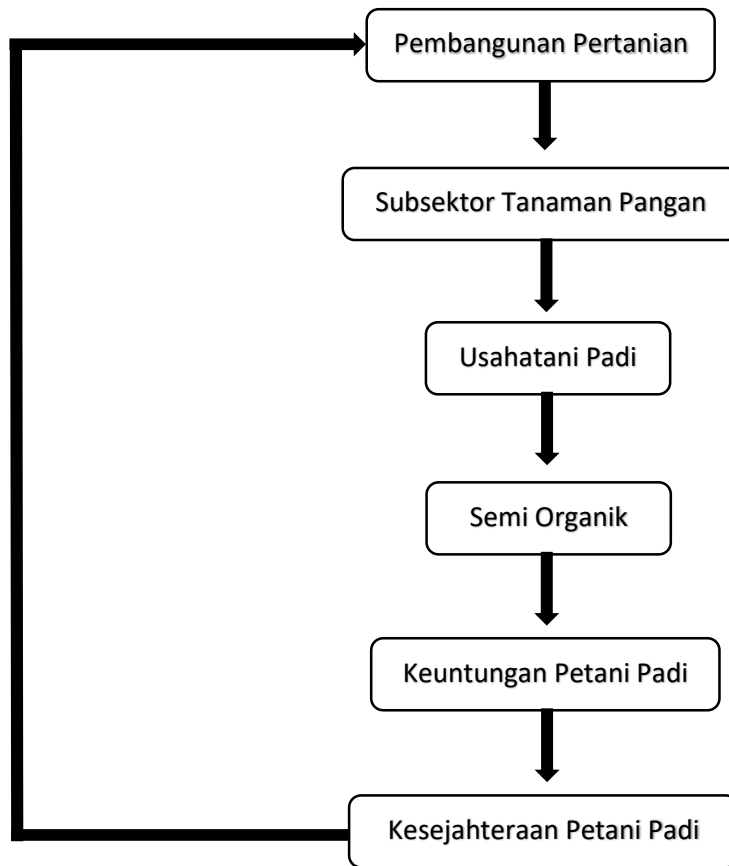 Pembangunan Pertanian
Subsektor Tanaman Pangan
Usahatani Padi
Semi Organik
Keuntungan Petani Padi
Kesejahteraan Petani Padi